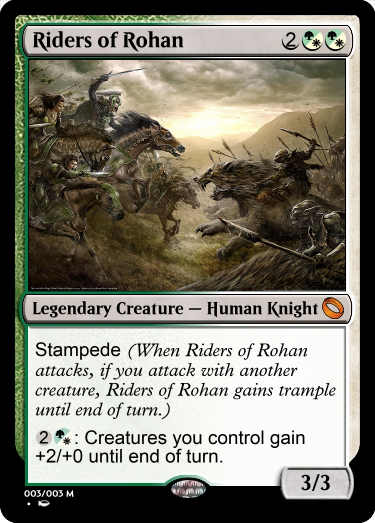 Riders of Rohan 2
Legendary Creature — Human Knight
Stampede (When Riders of Rohan
attacks, if you attack with another
creature, Riders of Rohan gains trample
until end of turn.)
2 : Creatures you control gain
+2/+0 until end of turn.
3/3
003/003 M